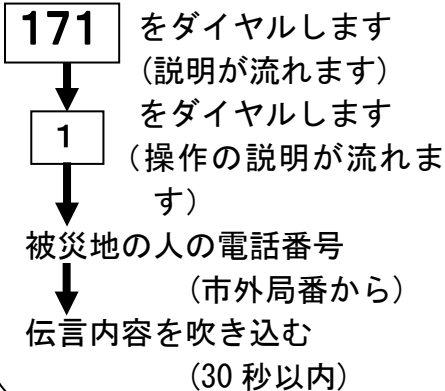 171 をダイヤルします
(説明が流れます)
1 をダイヤルします
(操作の説明が流れま
す)
被災地の人の電話番号
(市外局番から)
伝言内容を吹き込む
(30 秒以内)